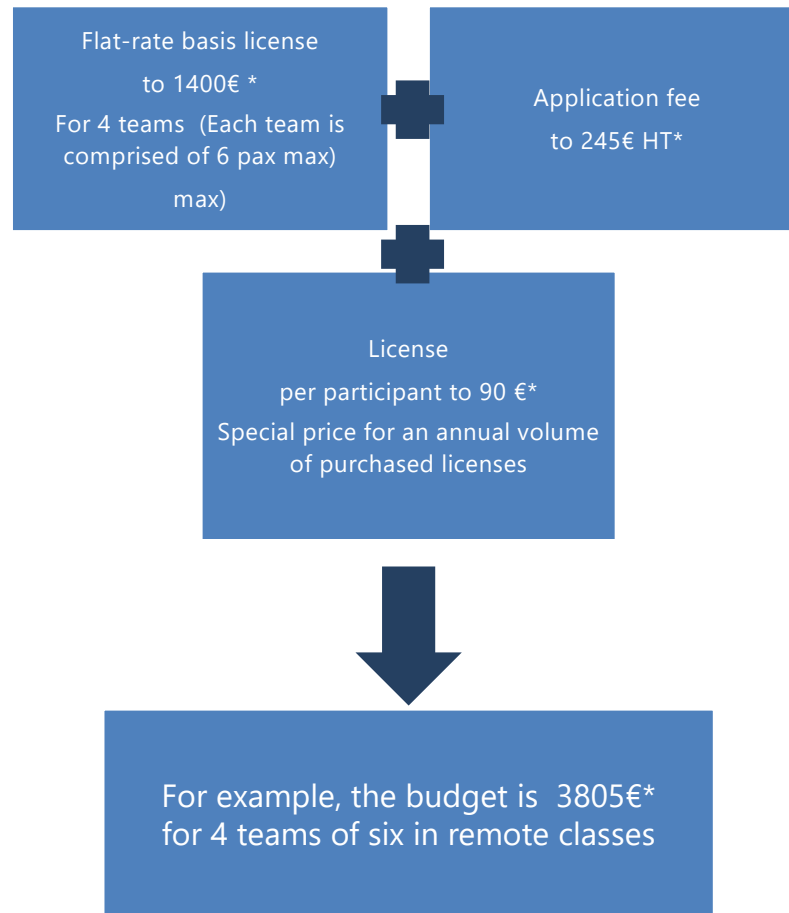 Flat-rate basis license
to 1400€ *
For 4 teams  (Each team is
comprised of 6 pax max)
max)
Application fee
to 245€ HT*
License
per participant to 90 €*
Special price for an annual volume
of purchased licenses
For example, the budget is  3805€*
for 4 teams of six in remote classes